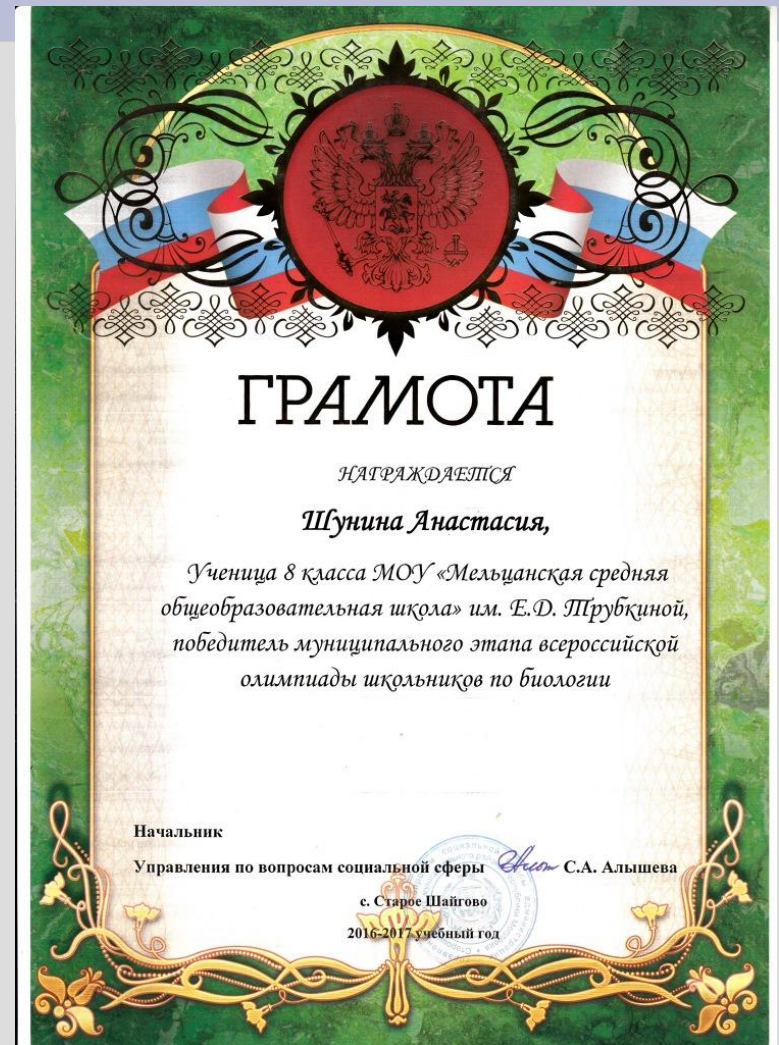 ГРАМОТА
НАГРАЖДАЕТСЯ
Шунина Анастасия,
Ученица 8 класса МОУ «Мельцанская средняя
общеобразовательная школа» им. Е.Д. Трубкиной,
победитель муниципального этапа всероссийской
олимпиады школьников по биологии
Начальник
Управления по вопросам социальной сферы С.А. Алышева
с. Старое Шайгово
2016-2017 учебный год